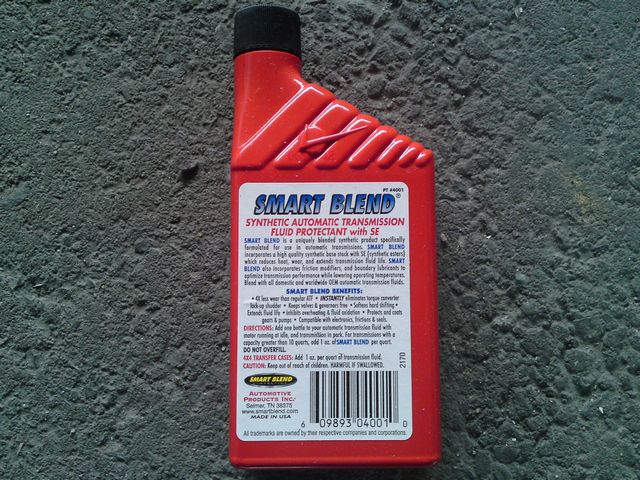 PT #4001
SMART BLEND®
SYNTHETIC AUTOMATIC TRANSMISSION
FLUID PROTECTANT with SE
SMART BLEND is a uniquely blended synthetic product specifically
formulated for use in automatic transmissions. SMART BLEND
incorporates a high quality synthetic base stock with SE (synthetic esters)
which reduces heat, wear, and extends transmission fluid life. SMART
BLEND also incorporates friction modifiers, and boundary lubricants to
optimize transmission performance while lowering operating temperatures.
Blend with all domestic and worldwide OEM automatic transmission fluids.
SMART BLEND BENEFITS:
• 4X less wear than regular ATF • INSTANTLY eliminates torque converter
lock-up shudder • Keeps valves & governors free • Softens hard shifting •
Extends fluid life • Inhibits overheating & fluid oxidation • Protects and coats
gears & pumps • Compatible with electronics, frictions & seals.
DIRECTIONS: Add one bottle to your automatic transmission fluid with
motor running at idle, and transmission in park. For transmissions with a
capacity greater than 10 quarts, add 1 oz. of SMART BLEND per quart.
DO NOT OVERFILL.
4X4 TRANSFER CASES: Add 1 oz. per quart of transmission fluid.
CAUTION: Keep out of reach of children. HARMFUL IF SWALLOWED.
2170
SMART BLEND
AUTOMOTIVE
PRODUCTS INC.
Selmer, TN 38375
www.smartblend.com
MADE IN USA
6 09893 04001 0
All trademarks are owned by their respective companies and corporations.